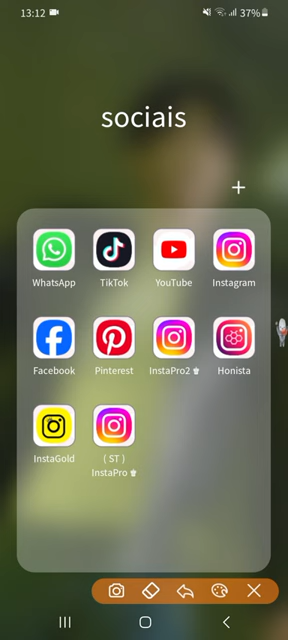 13:12
37%
sociais
WhatsApp
TikTok
YouTube
Instagram
Facebook
Pinterest
InstaPro2 ♛
Honista
InstaGold
( ST )
InstaPro ♛